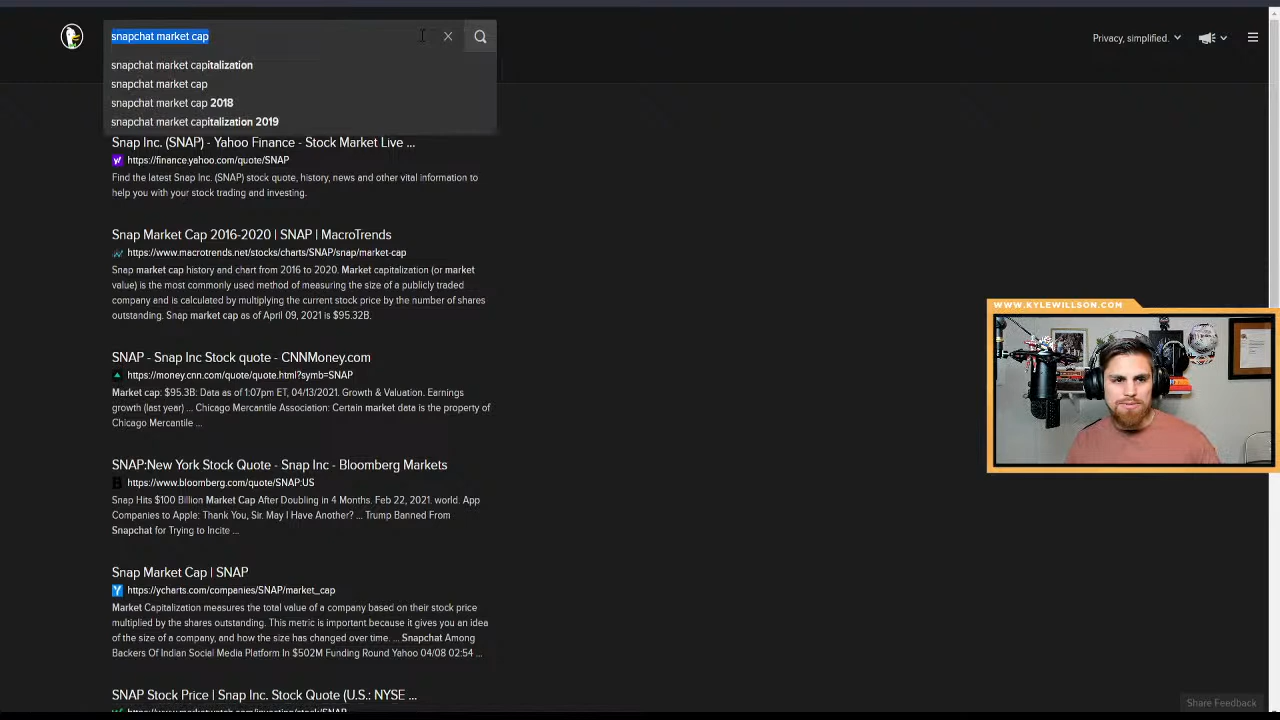 snapchat market cap
Privacy, simplified.
snapchat market capitalization
snapchat market cap
snapchat market cap 2018
snapchat market capitalization 2019
Snap Inc. (SNAP) - Yahoo Finance - Stock Market Live ...
https://finance.yahoo.com/quote/SNAP
Find the latest Snap Inc. (SNAP) stock quote, history, news and other vital information to
help you with your stock trading and investing.
Snap Market Cap 2016-2020 | SNAP | MacroTrends
https://www.macrotrends.net/stocks/charts/SNAP/snap/market-cap
Snap market cap history and chart from 2016 to 2020. Market capitalization (or market
value) is the most commonly used method of measuring the size of a publicly traded
company and is calculated by multiplying the current stock price by the number of shares
outstanding. Snap market cap as of April 09, 2021 is $95.32B.
WWW.KYLEWILLSON.COM
SNAP - Snap Inc Stock quote - CNNMoney.com
https://money.cnn.com/quote/quote.html?symb=SNAP
Market cap: $95.3B: Data as of 1:07pm ET, 04/13/2021. Growth & Valuation. Earnings
growth (last year) ... Chicago Mercantile Association: Certain market data is the property of
Chicago Mercantile ...
SNAP:New York Stock Quote - Snap Inc - Bloomberg Markets
https://www.bloomberg.com/quote/SNAP:US
Snap Hits $100 Billion Market Cap After Doubling in 4 Months. Feb 22, 2021. world. App
Companies to Apple: Thank You, Sir. May I Have Another? ... Trump Banned From
Snapchat for Trying to Incite ...
Snap Market Cap | SNAP
https://ycharts.com/companies/SNAP/market_cap
Market Capitalization measures the total value of a company based on their stock price
multiplied by the shares outstanding. This metric is important because it gives you an idea
of the size of a company, and how the size has changed over time. ... Snapchat Among
Backers Of Indian Social Media Platform In $502M Funding Round Yahoo 04/08 02:54 ...
SNAP Stock Price | Snap Inc. Stock Quote (U.S.: NYSE ...
https://www.marketwatch.com/investing/stock/SNAP
Share Feedback